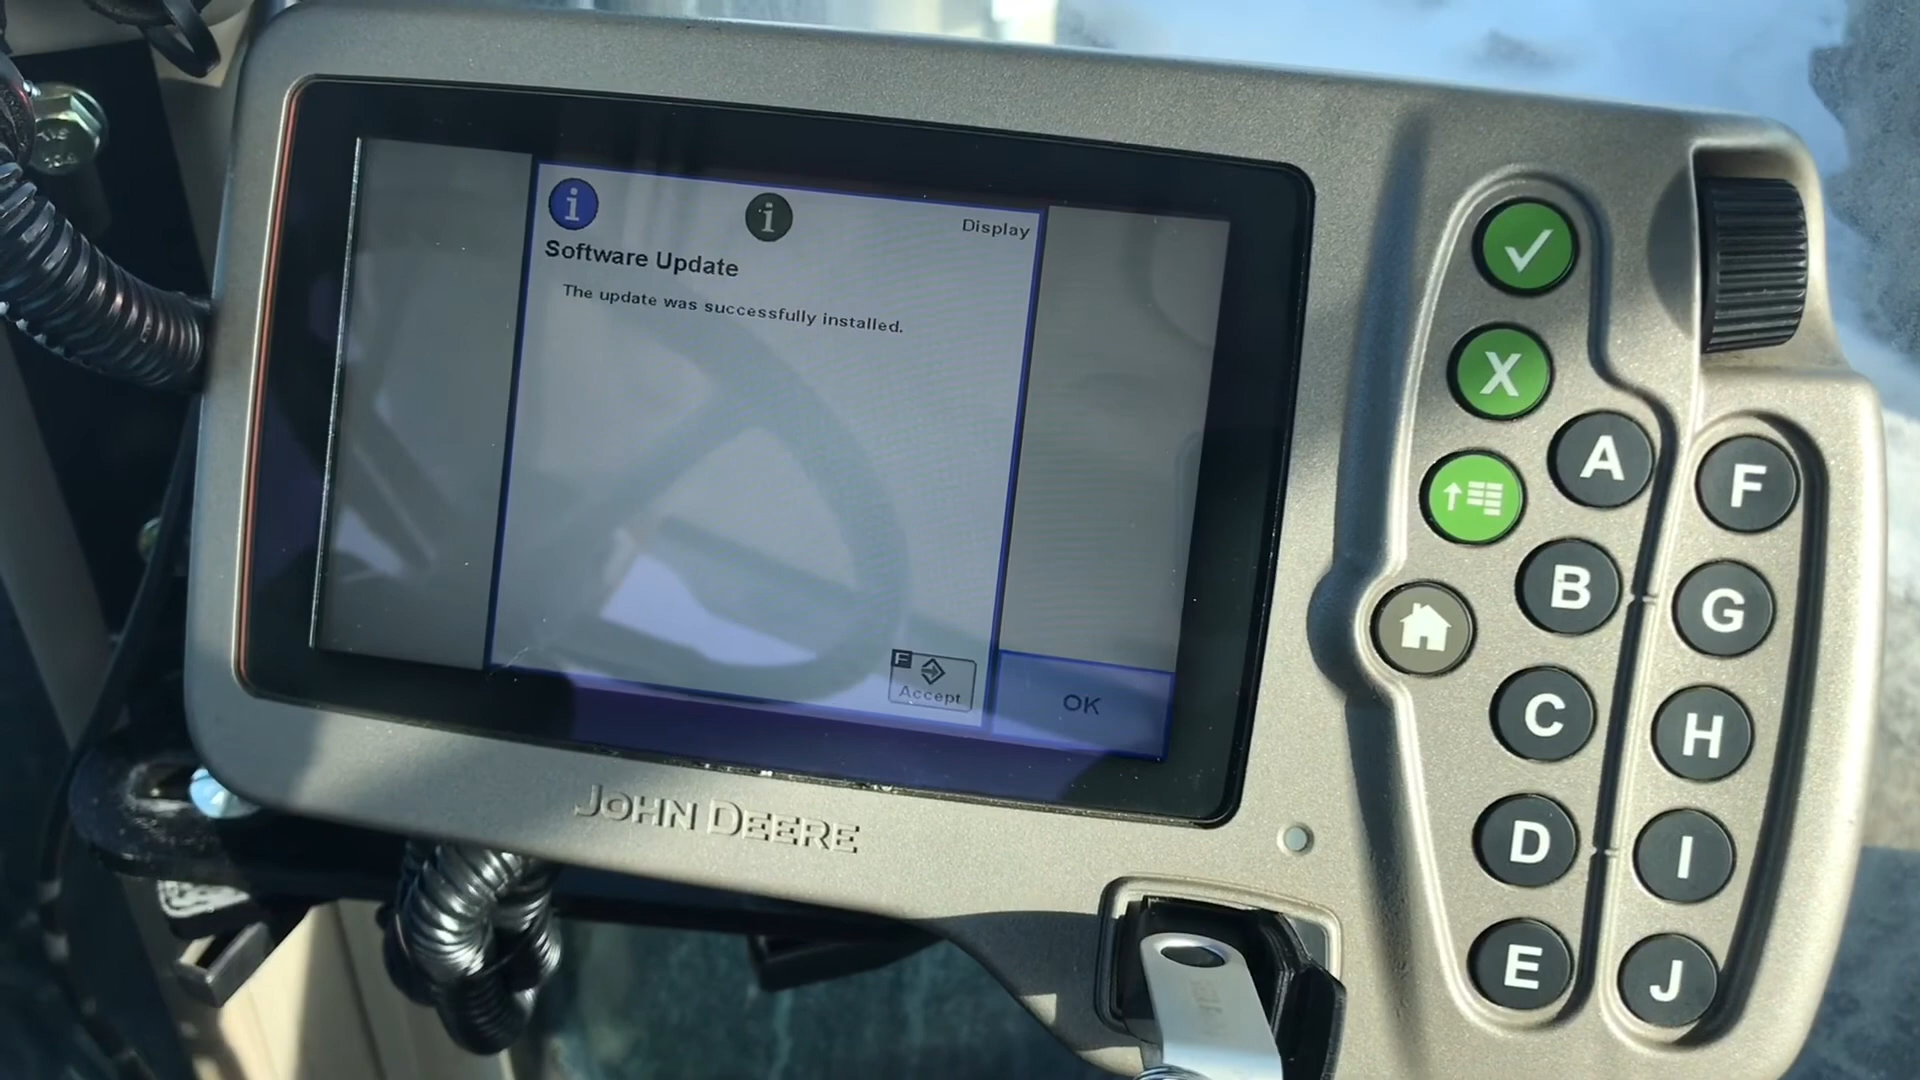 i
i
Display
Software Update
The update was successfully installed.
F
Accept
OK
JOHN DEERE
X
A
F
B
G
C
H
D
I
E
J